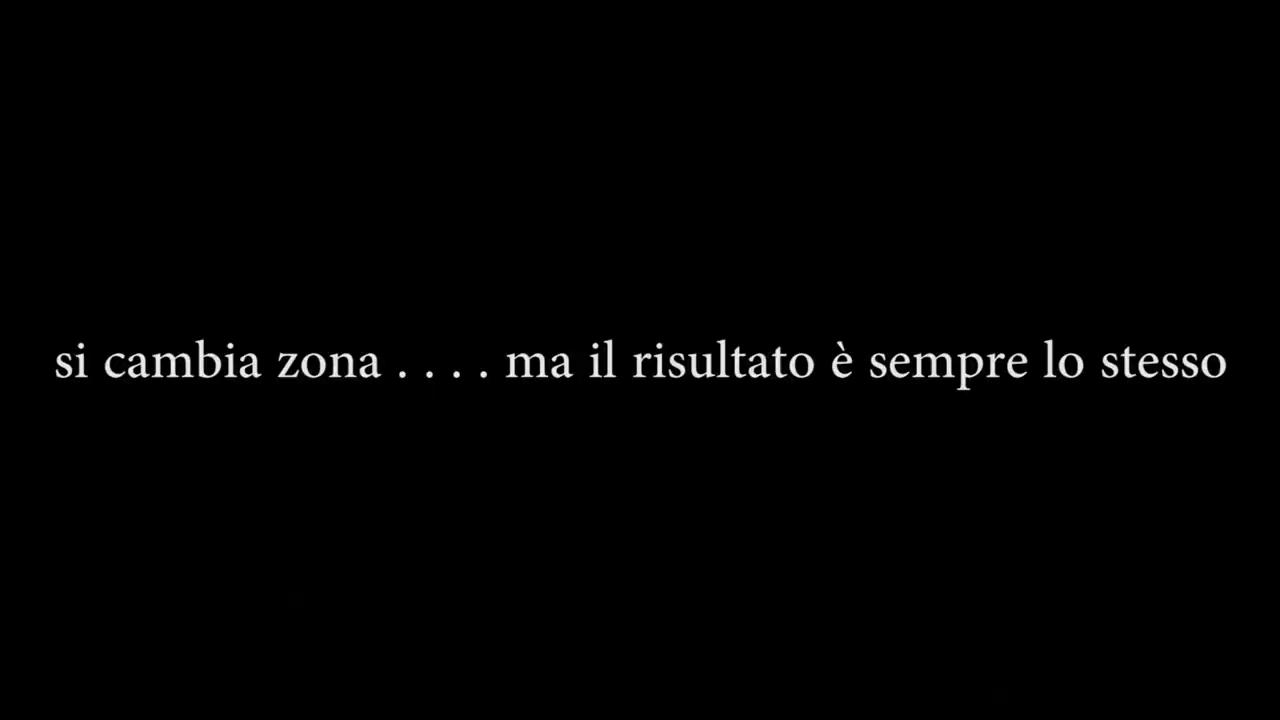 si cambia zona . . . . ma il risultato è sempre lo stesso